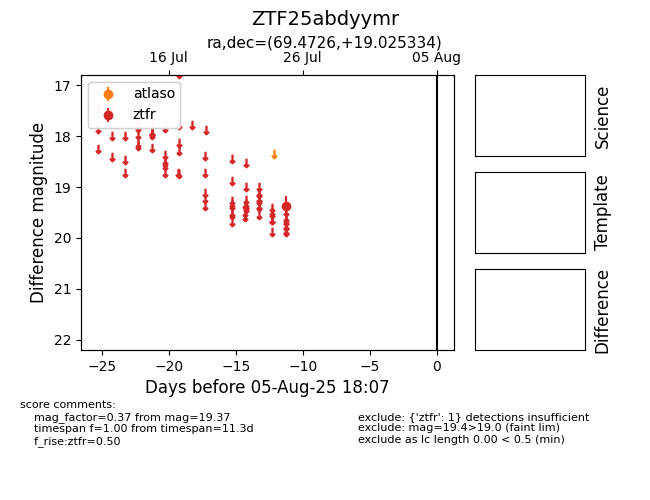 ZTF25abdyymr
ra,dec=(69.4726,+19.025334)
16 Jul
26 Jul
05 Aug
atlaso
ztfr
17
18
19
20
21
22
Difference magnitude
−25
−20
−15
−10
−5
0
Days before 05-Aug-25 18:07
Science
Template
Difference
score comments:
mag_factor=0.37 from mag=19.37
timespan f=1.00 from timespan=11.3d
f_rise:ztfr=0.50
exclude: {'ztfr': 1} detections insufficient
exclude: mag=19.4>19.0 (faint lim)
exclude as lc length 0.00 < 0.5 (min)